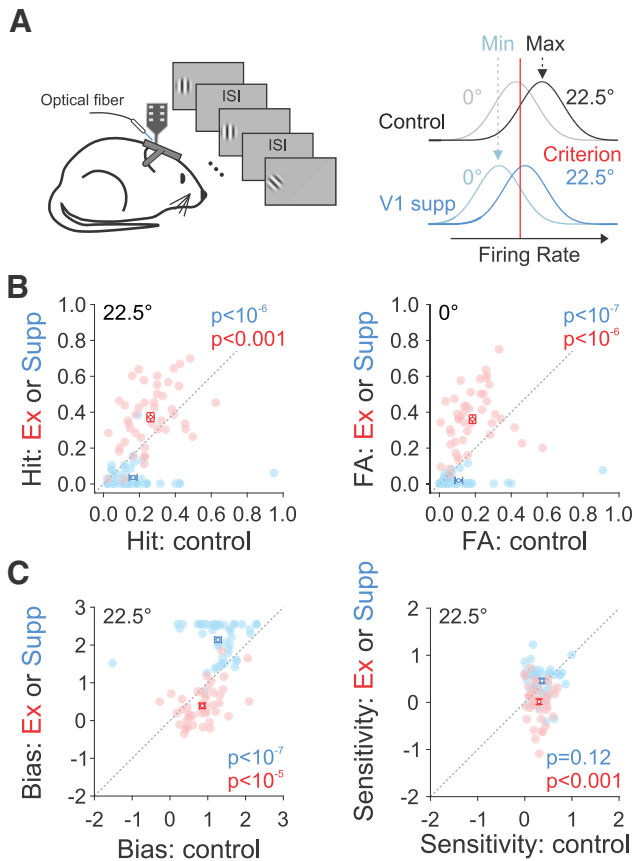 A
Optical fiber
ISI
ISI
Min Max
0° 22.5°
Control
Criterion
0° 22.5°
V1 supp
Firing Rate
B
22.5°
p<10⁻⁶
p<0.001
Hit: Ex or Supp
1.0
0.8
0.6
0.4
0.2
0.0
0.0 0.2 0.4 0.6 0.8 1.0
Hit: control
0°
p<10⁻⁷
p<10⁻⁶
FA: Ex or Supp
1.0
0.8
0.6
0.4
0.2
0.0
0.0 0.2 0.4 0.6 0.8 1.0
FA: control
C
22.5°
p<10⁻⁷
p<10⁻⁵
Bias: Ex or Supp
3
2
1
0
-1
-2
-2 -1 0 1 2 3
Bias: control
22.5°
p=0.12
p<0.001
Sensitivity: Ex or Supp
2
1
0
-1
-2
-2 -1 0 1 2
Sensitivity: control